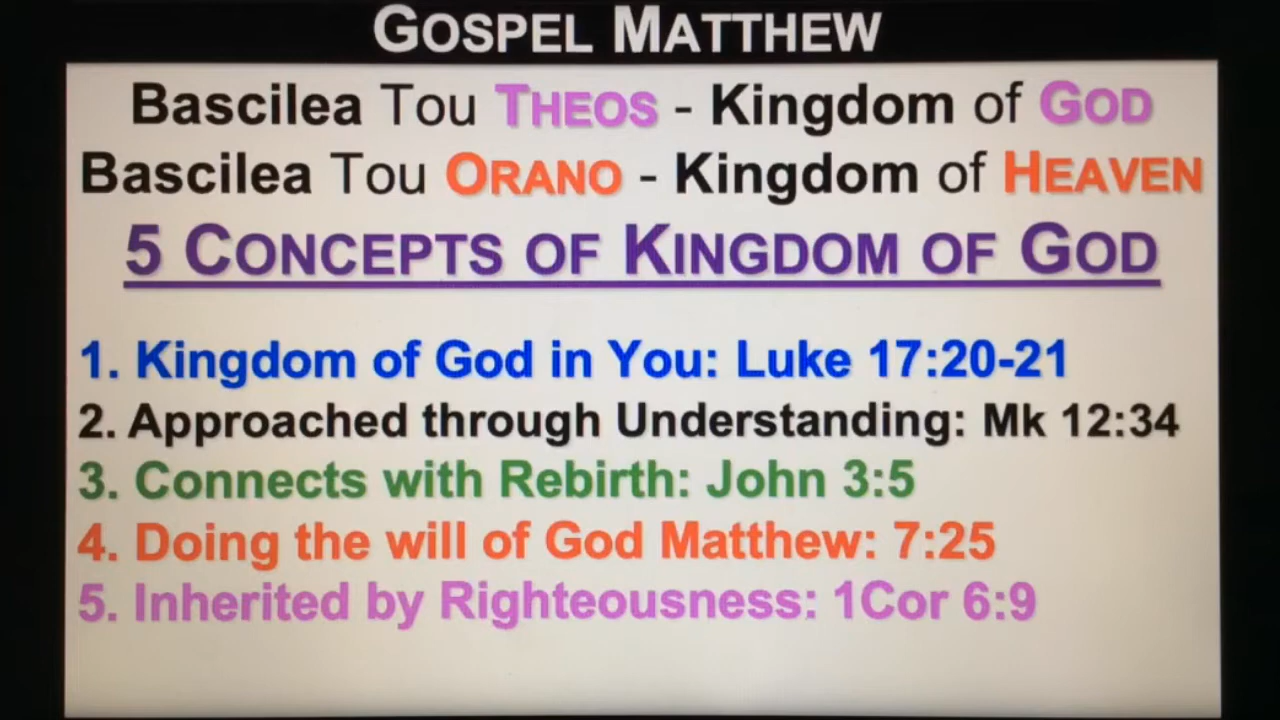 GOSPEL MATTHEW
Bascilea Tou THEOS - Kingdom of GOD
Bascilea Tou ORANO - Kingdom of HEAVEN
5 CONCEPTS OF KINGDOM OF GOD
1. Kingdom of God in You: Luke 17:20-21
2. Approached through Understanding: Mk 12:34
3. Connects with Rebirth: John 3:5
4. Doing the will of God Matthew: 7:25
5. Inherited by Righteousness: 1Cor 6:9